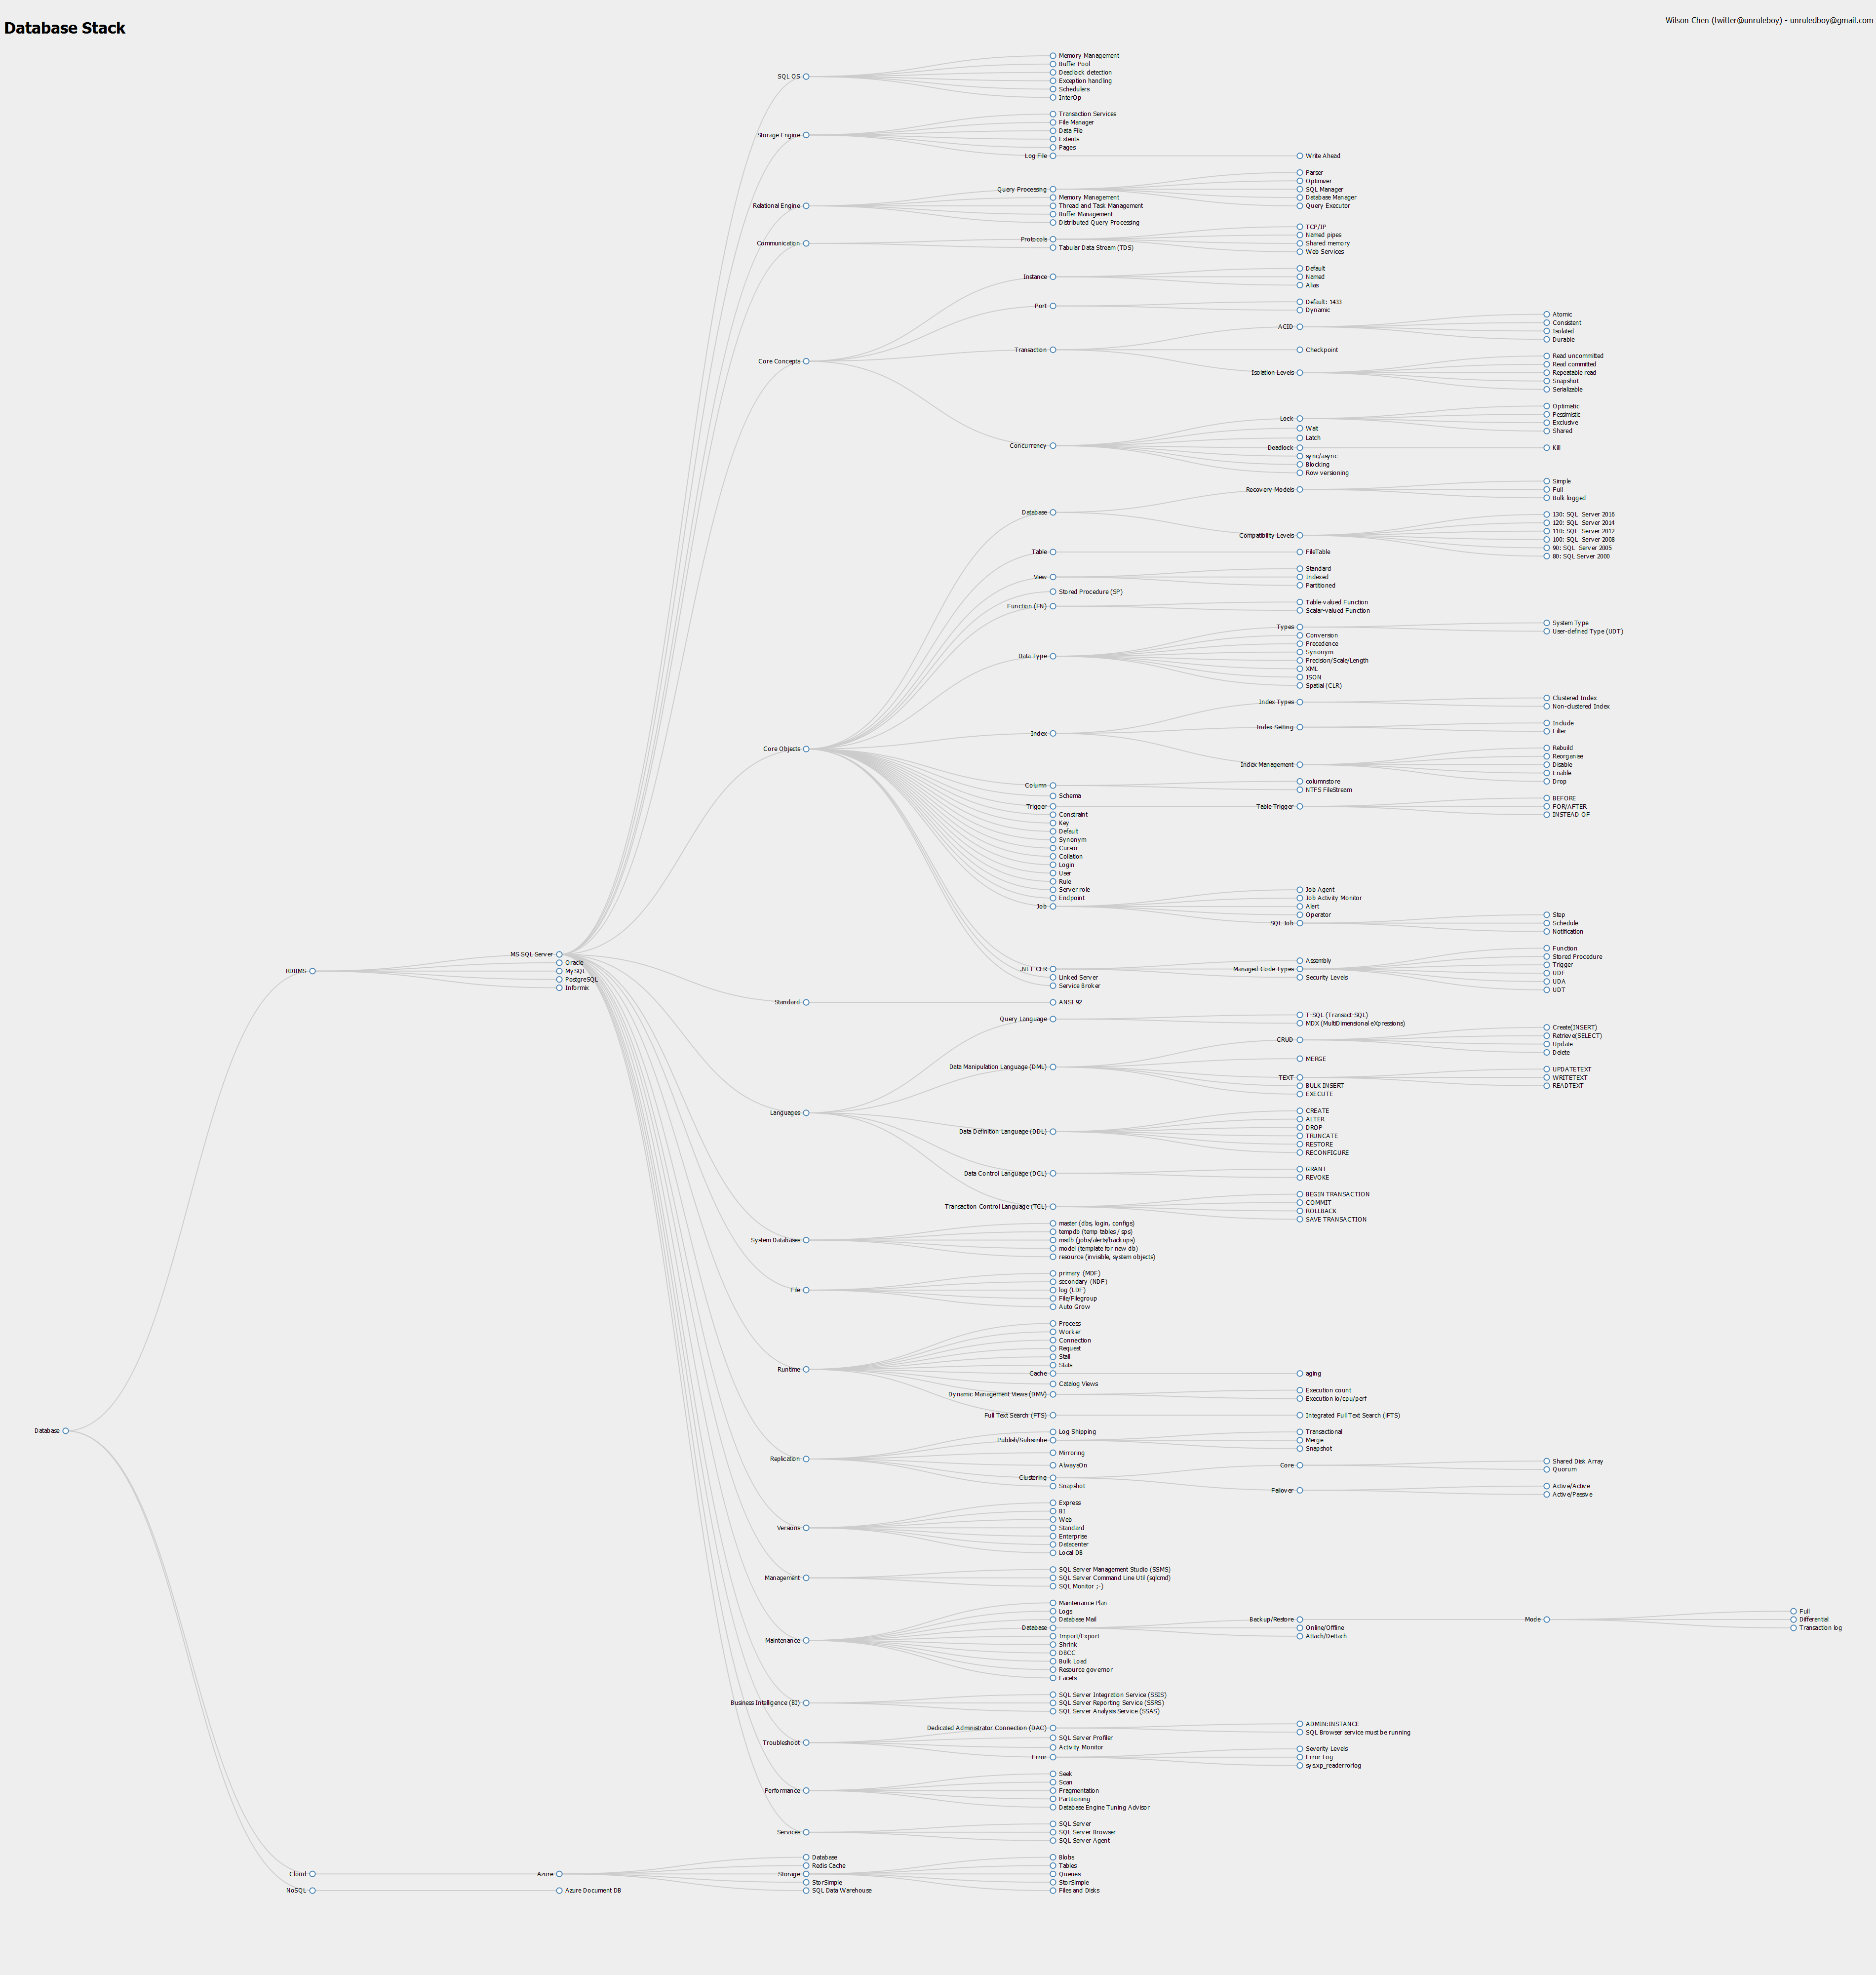 Database Stack
Wilson Chen (twitter@unruleboy) - unruledboy@gmail.com
Database
RDBMS
MS SQL Server
SQL OS
Memory Management
Buffer Pool
Deadlock detection
Exception handling
Schedulers
InterOp
Storage Engine
Transaction Services
File Manager
Data File
Extents
Pages
Log File
Write Ahead
Relational Engine
Query Processing
Parser
Optimizer
SQL Manager
Database Manager
Query Executor
Memory Management
Thread and Task Management
Buffer Management
Distributed Query Processing
Communication
Protocols
TCP/IP
Named pipes
Shared memory
Web Services
Tabular Data Stream (TDS)
Core Concepts
Instance
Default
Named
Alias
Port
Default: 1433
Dynamic
Transaction
ACID
Atomic
Consistent
Isolated
Durable
Checkpoint
Isolation Levels
Read uncommitted
Read committed
Repeatable read
Snapshot
Serializable
Concurrency
Lock
Optimistic
Pessimistic
Exclusive
Shared
Wait
Latch
Deadlock
Kill
sync/async
Blocking
Row versioning
Core Objects
Database
Recovery Models
Simple
Full
Bulk logged
Compatibility Levels
130: SQL  Server 2016
120: SQL  Server 2014
110: SQL  Server 2012
100: SQL  Server 2008
90: SQL  Server 2005
80: SQL Server 2000
Table
FileTable
View
Standard
Indexed
Partitioned
Stored Procedure (SP)
Function (FN)
Table-valued Function
Scalar-valued Function
Data Type
Types
System Type
User-defined Type (UDT)
Conversion
Precedence
Synonym
Precision/Scale/Length
XML
JSON
Spatial (CLR)
Index
Index Types
Clustered Index
Non-clustered Index
Index Setting
Include
Filter
Index Management
Rebuild
Reorganise
Disable
Enable
Drop
Column
columnstore
NTFS FileStream
Schema
Trigger
Table Trigger
BEFORE
FOR/AFTER
INSTEAD OF
Constraint
Key
Default
Synonym
Cursor
Collation
Login
User
Rule
Server role
Endpoint
Job
Job Agent
Job Activity Monitor
Alert
Operator
SQL Job
Step
Schedule
Notification
.NET CLR
Assembly
Managed Code Types
Function
Stored Procedure
Trigger
UDF
UDA
UDT
Security Levels
Linked Server
Service Broker
Standard
ANSI 92
Languages
Query Language
T-SQL (Transact-SQL)
MDX (MultiDimensional eXpressions)
Data Manipulation Language (DML)
CRUD
Create(INSERT)
Retrieve(SELECT)
Update
Delete
MERGE
TEXT
UPDATETEXT
WRITETEXT
READTEXT
BULK INSERT
EXECUTE
Data Definition Language (DDL)
CREATE
ALTER
DROP
TRUNCATE
RESTORE
RECONFIGURE
Data Control Language (DCL)
GRANT
REVOKE
Transaction Control Language (TCL)
BEGIN TRANSACTION
COMMIT
ROLLBACK
SAVE TRANSACTION
System Databases
master (dbs, login, configs)
tempdb (temp tables / sps)
msdb (jobs/alerts/backups)
model (template for new db)
resource (invisible, system objects)
File
primary (MDF)
secondary (NDF)
log (LDF)
File/Filegroup
Auto Grow
Runtime
Process
Worker
Connection
Request
Stall
Stats
Cache
aging
Catalog Views
Dynamic Management Views (DMV)
Execution count
Execution io/cpu/perf
Full Text Search (FTS)
Integrated Full Text Search (iFTS)
Replication
Log Shipping
Publish/Subscribe
Transactional
Merge
Snapshot
Mirroring
AlwaysOn
Clustering
Core
Shared Disk Array
Quorum
Failover
Active/Active
Active/Passive
Snapshot
Versions
Express
BI
Web
Standard
Enterprise
Datacenter
Local DB
Management
SQL Server Management Studio (SSMS)
SQL Server Command Line Util (sqlcmd)
SQL Monitor ;-)
Maintenance
Maintenance Plan
Logs
Database Mail
Database
Backup/Restore
Mode
Full
Differential
Transaction log
Online/Offline
Attach/Dettach
Import/Export
Shrink
DBCC
Bulk Load
Resource governor
Facets
Business Intelligence (BI)
SQL Server Integration Service (SSIS)
SQL Server Reporting Service (SSRS)
SQL Server Analysis Service (SSAS)
Troubleshoot
Dedicated Administrator Connection (DAC)
ADMIN:INSTANCE
SQL Browser service must be running
SQL Server Profiler
Activity Monitor
Error
Severity Levels
Error Log
sys.xp_readerrorlog
Performance
Seek
Scan
Fragmentation
Partitioning
Database Engine Tuning Advisor
Services
SQL Server
SQL Server Browser
SQL Server Agent
Oracle
MySQL
PostgreSQL
Informix
Cloud
Azure
Database
Redis Cache
Storage
Blobs
Tables
Queues
StorSimple
Files and Disks
StorSimple
SQL Data Warehouse
NoSQL
Azure Document DB